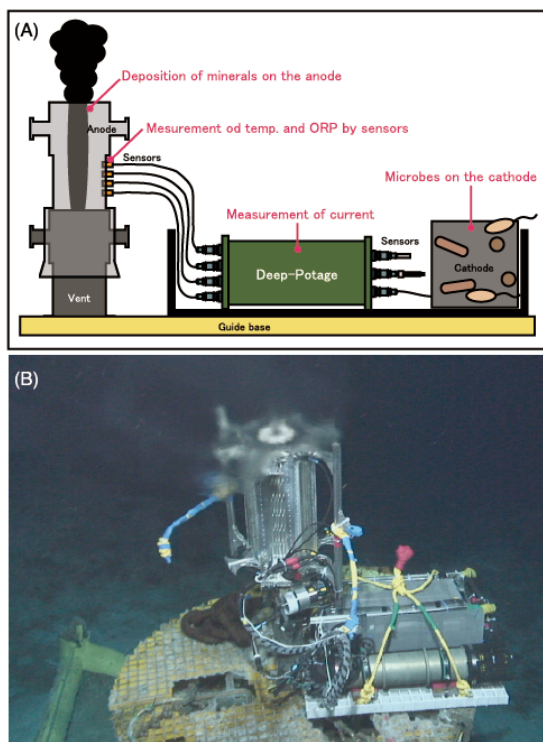 (A)
Deposition of minerals on the anode
Anode
Mesurement od temp. and ORP by sensors
Sensors
Microbes on the cathode
Measurement of current
Sensors
Deep-Potage
Cathode
Vent
Guide base
(B)